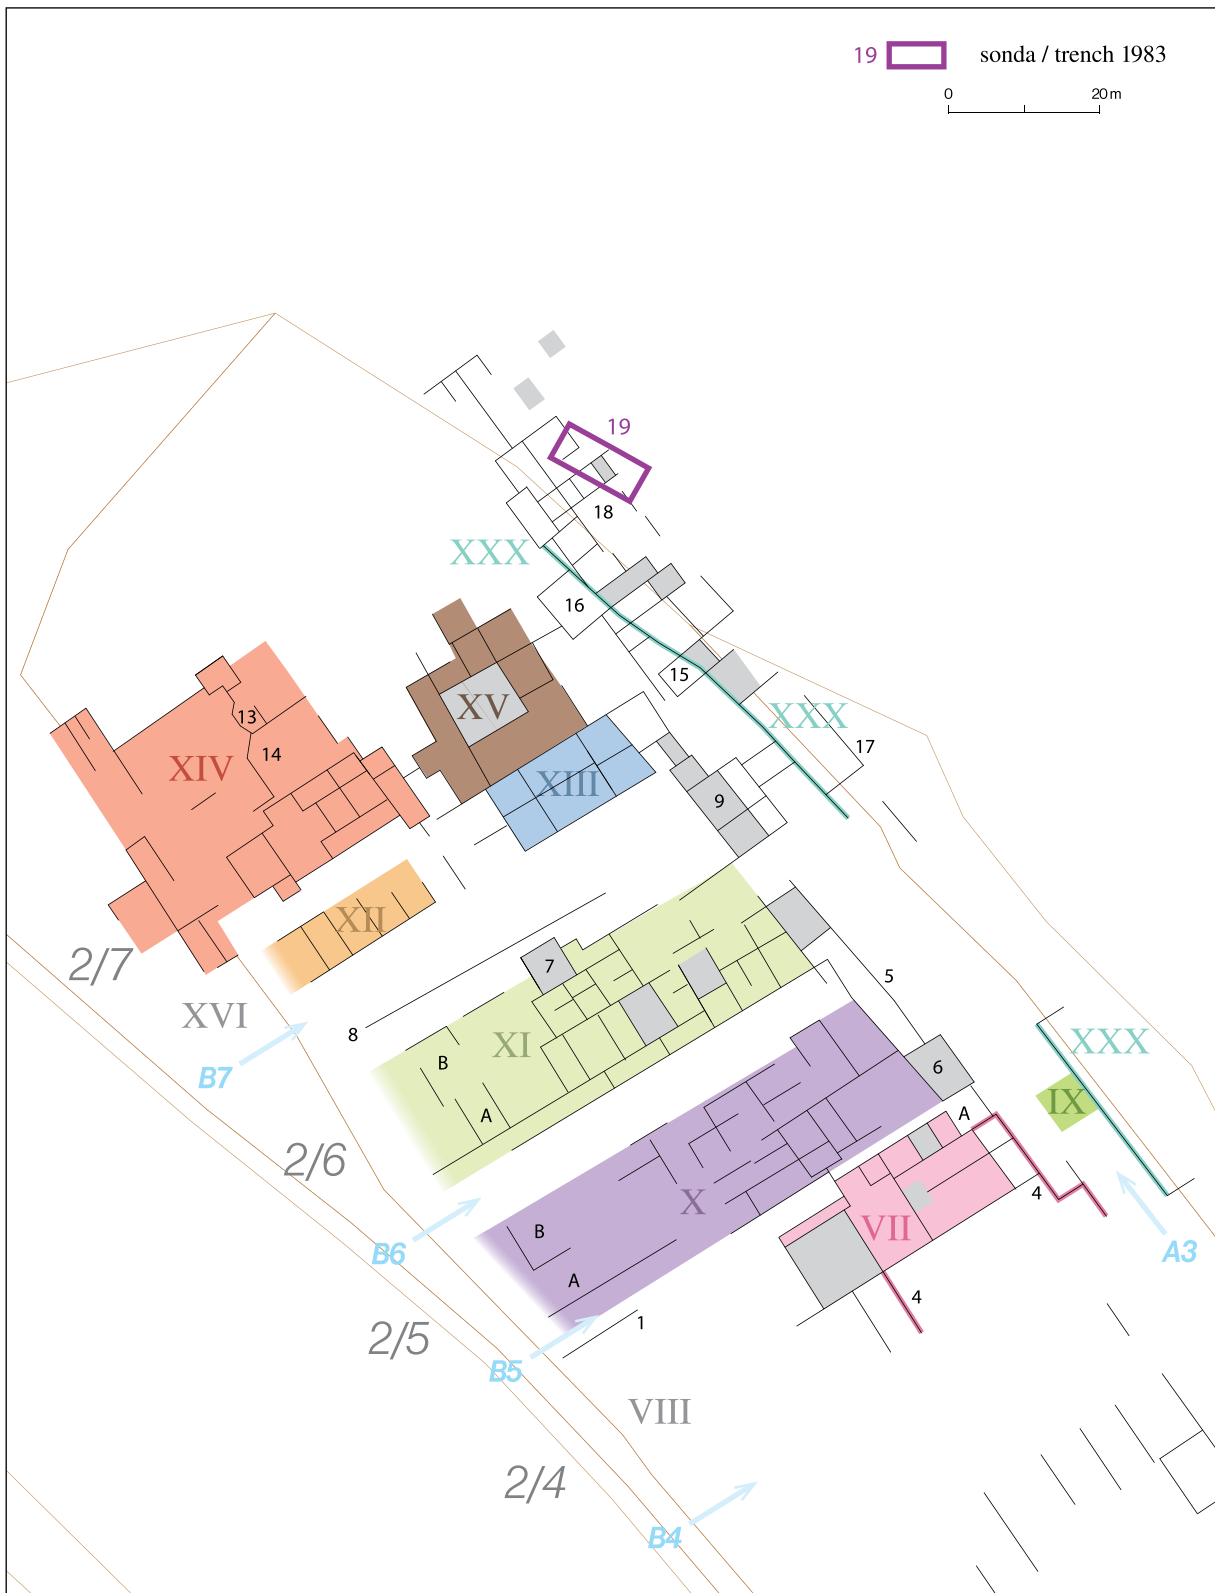 19 sonda / trench 1983
0 20 m
19
18
XXX
16
15
XV
XXX
13
14
17
XIV
XIII
9
XII
2/7
7
5
XVI
8
XI
B
XXX
B7
6
IX
A
A
2/6
4
X
B
VII
B6
A3
A
4
1
2/5
B5
VIII
2/4
B4